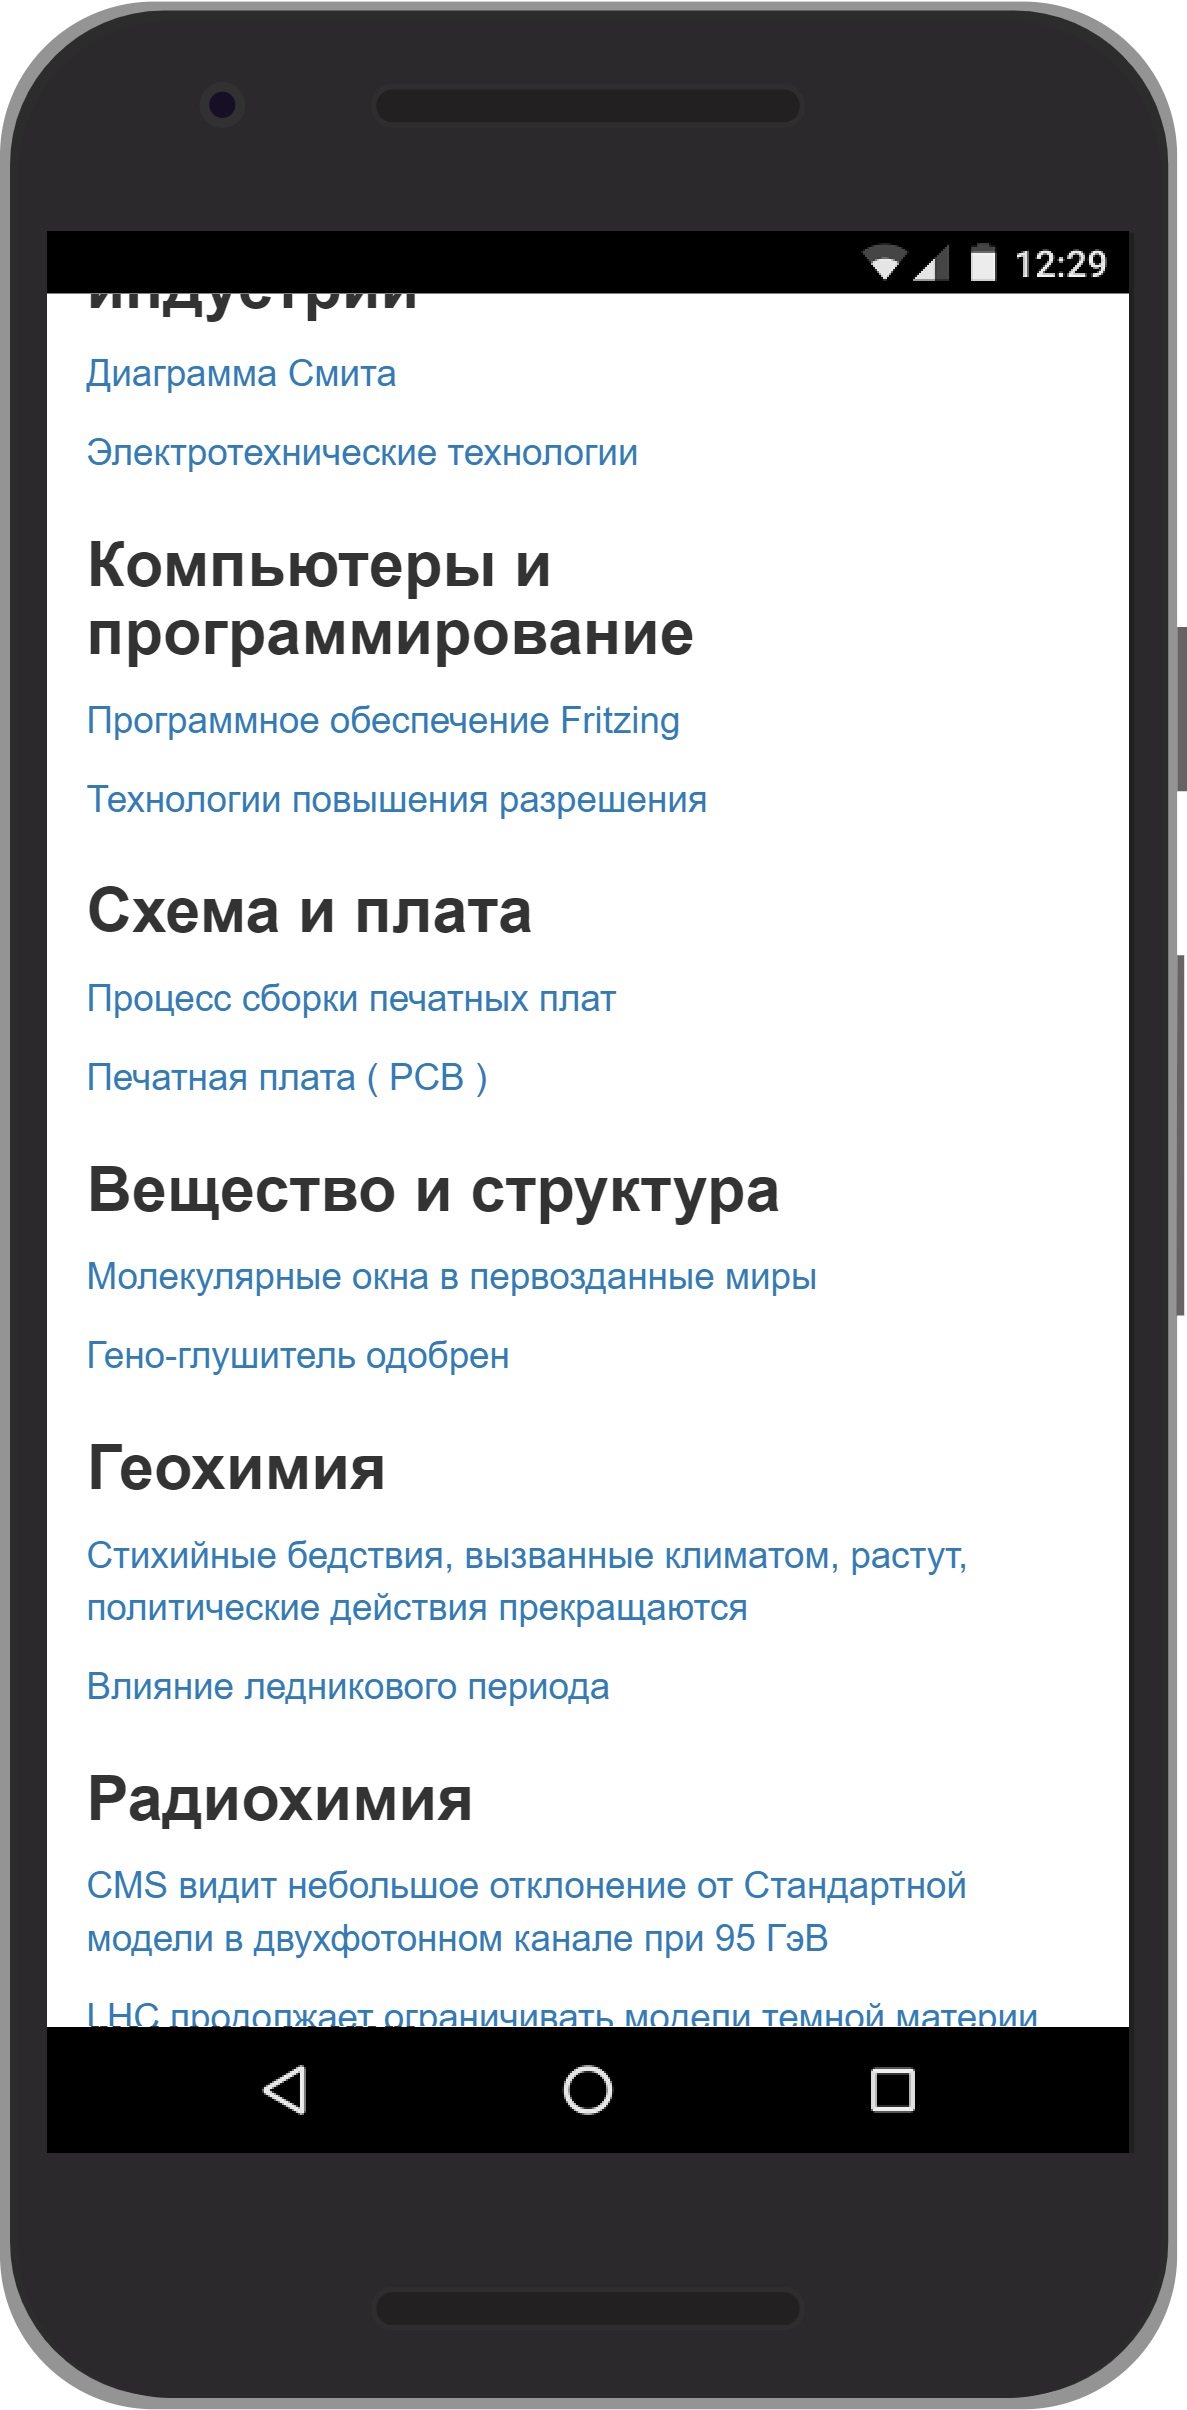 12:29
индустрии
Диаграмма Смита
Электротехнические технологии
Компьютеры и
программирование
Программное обеспечение Fritzing
Технологии повышения разрешения
Схема и плата
Процесс сборки печатных плат
Печатная плата ( PCB )
Вещество и структура
Молекулярные окна в первозданные миры
Гено-глушитель одобрен
Геохимия
Стихийные бедствия, вызванные климатом, растут,
политические действия прекращаются
Влияние ледникового периода
Радиохимия
CMS видит небольшое отклонение от Стандартной
модели в двухфотонном канале при 95 ГэВ
LHC продолжает ограничивать модели темной материи